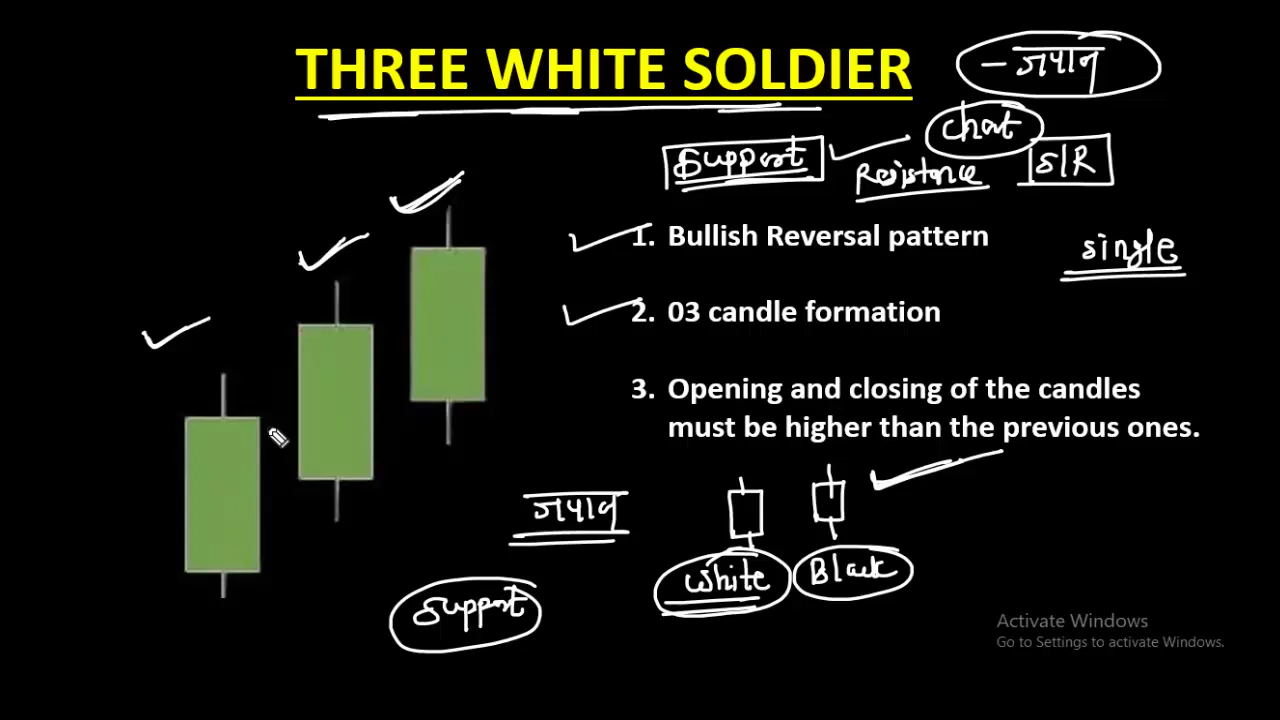 THREE WHITE SOLDIER
- जपान
chat
Support
Resistance
S/R
1. Bullish Reversal pattern
single
2. 03 candle formation
3. Opening and closing of the candles
must be higher than the previous ones.
जपान
White
Black
Support
Activate Windows
Go to Settings to activate Windows.